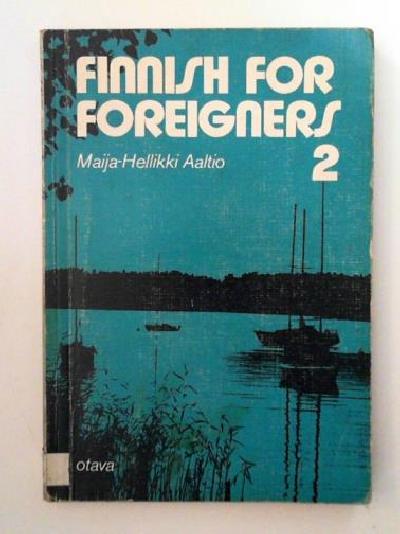 FINNISH FOR
FOREIGNERS
Maija-Hellikki Aaltio
2
otava